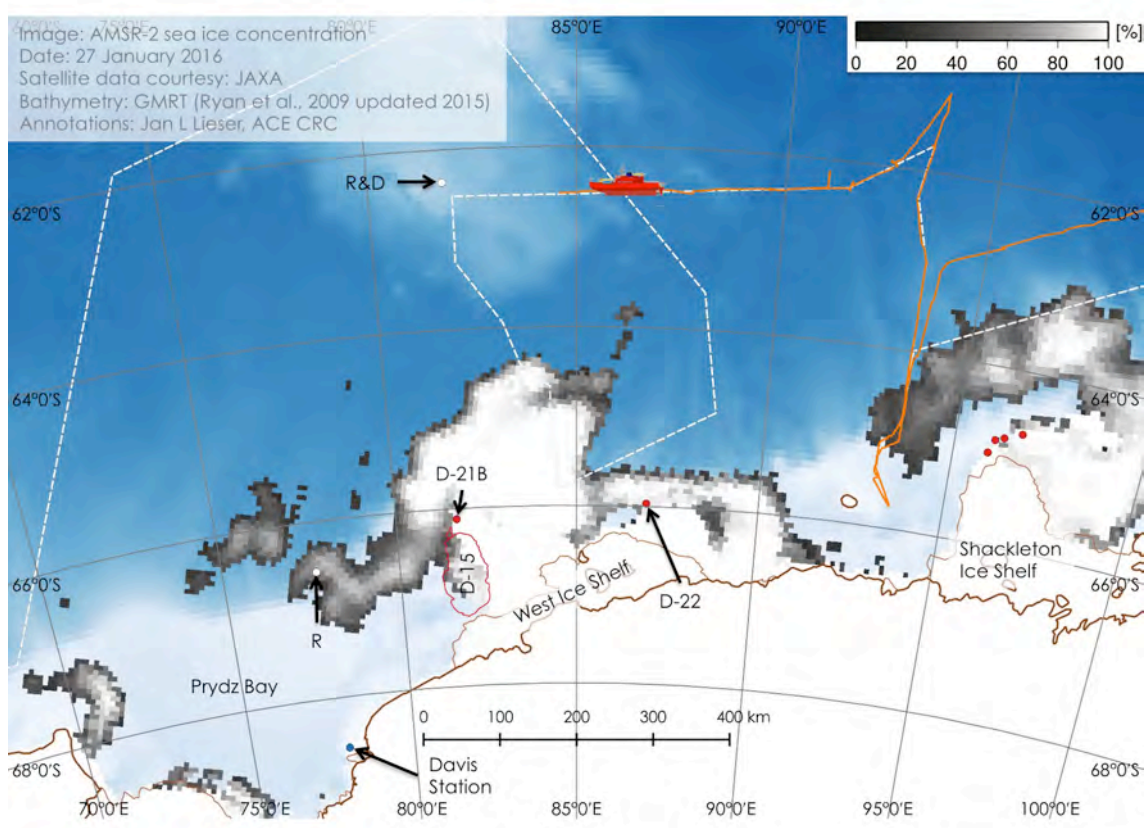 60°0'S
80°0'E
85°0'E
90°0'E
Image: AMSR-2 sea ice concentration
Date: 27 January 2016
Satellite data courtesy: JAXA
Bathymetry: GMRT (Ryan et al., 2009 updated 2015)
Annotations: Jan L Lieser, ACE CRC
[%]
0 20 40 60 80 100
R&D
62°0'S
62°0'S
64°0'S
64°0'S
D-21B
D-15
West Ice Shelf
D-22
Shackleton
Ice Shelf
66°0'S
66°0'S
R
Prydz Bay
0 100 200 300 400 km
Davis
Station
68°0'S
68°0'S
70°0'E
75°0'E
80°0'E
85°0'E
90°0'E
95°0'E
100°0'E